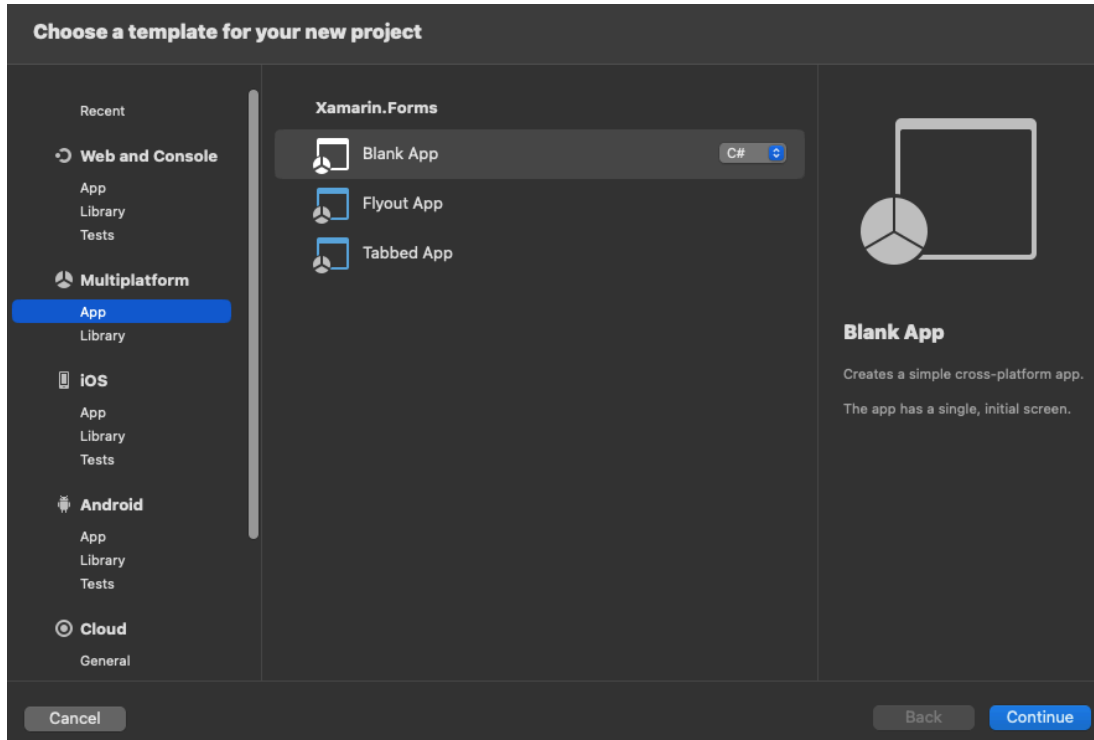 Choose a template for your new project
Recent
Web and Console
App
Library
Tests
Multiplatform
App
Library
iOS
App
Library
Tests
Android
App
Library
Tests
Cloud
General
Xamarin.Forms
Blank App
C#
Flyout App
Tabbed App
Blank App
Creates a simple cross-platform app.
The app has a single, initial screen.
Cancel
Back
Continue